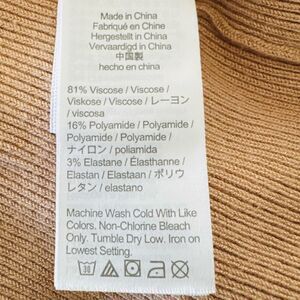 Made in China
Fabriqué en Chine
Hergestellt in China
Vervaardigd in China
中国製
hecho en china
81% Viscose / Viscose /
Viskose / Viscose / レーヨン
/ viscosa
16% Polyamide / Polyamide /
Polyamide / Polyamide /
ナイロン / poliamida
3% Elastane / Élasthanne /
Elastan / Elastaan / ポリウ
レタン / elastano
Machine Wash Cold With Like
Colors. Non-Chlorine Bleach
Only. Tumble Dry Low. Iron on
Lowest Setting.
30